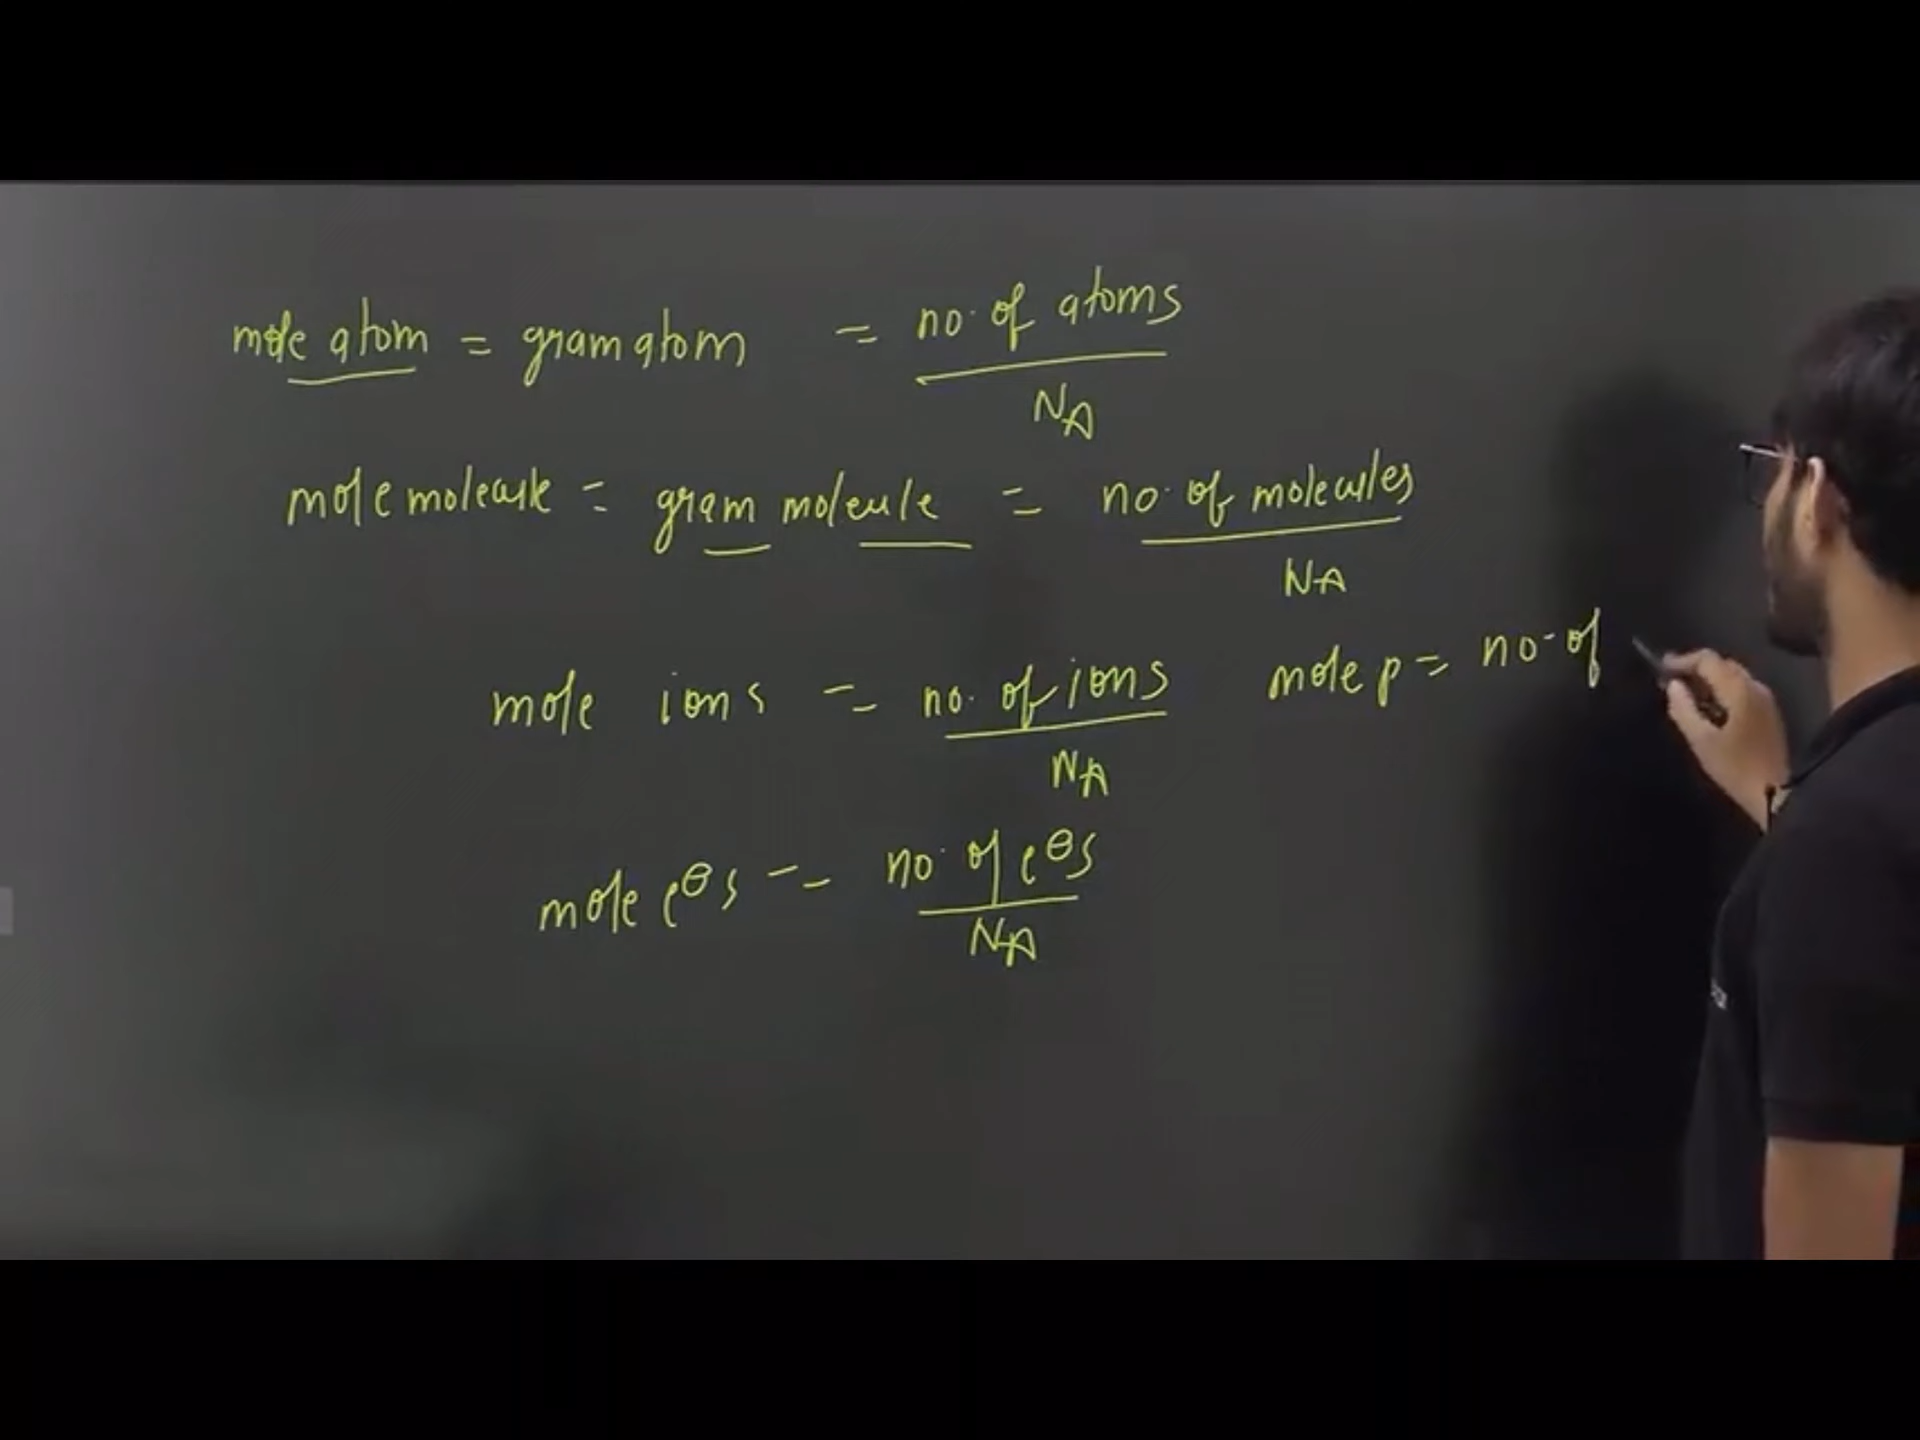 mole atom = gram atom = no. of atoms
NA
mole molecule = gram molecule = no. of molecules
NA
mole ions = no. of ions
NA
mole p = no. of
mole e⊖s = no. of e⊖s
NA